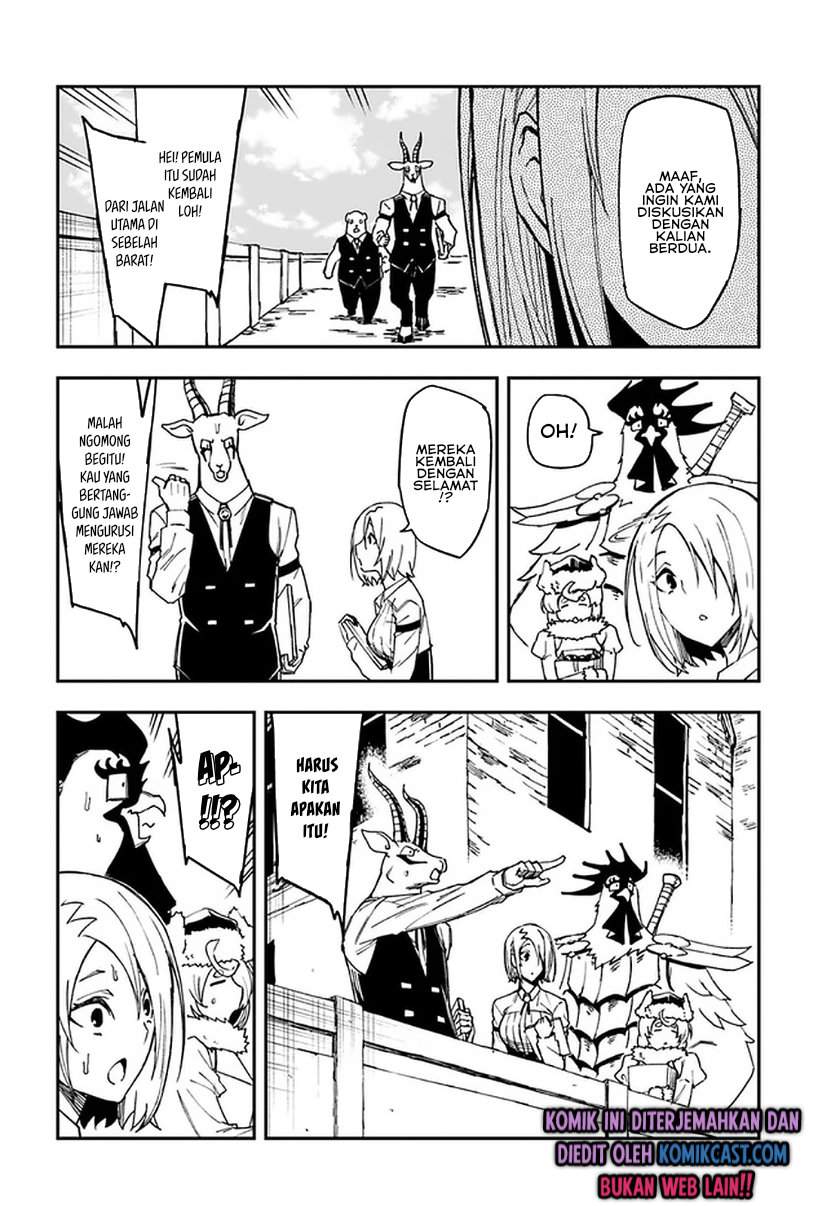 MAAF,
ADA YANG
INGIN KAMI
DISKUSIKAN
DENGAN
KALIAN
BERDUA.
HEI! PEMULA
ITU SUDAH
KEMBALI
LOH!
DARI JALAN
UTAMA DI
SEBELAH
BARAT!
OH!
MEREKA
KEMBALI
DENGAN
SELAMAT
!?
MALAH
NGOMONG
BEGITU!
KAU YANG
BERTANG-
GUNG JAWAB
MENGURUSI
MEREKA
KAN!?
HARUS
KITA
APAKAN
ITU!
AP-
!!?
KOMIK INI DITERJEMAHKAN DAN
DIEDIT OLEH KOMIKCAST.COM
BUKAN WEB LAIN!!